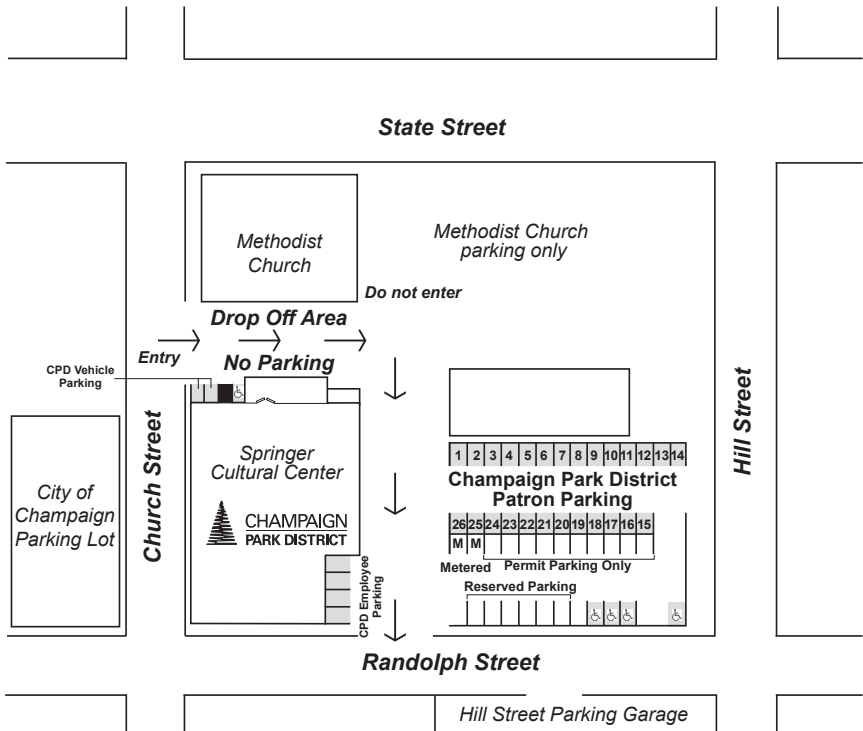 State Street
Methodist
Church
Methodist Church
parking only
Do not enter
Drop Off Area
Entry
No Parking
CPD Vehicle
Parking
Church Street
Hill Street
City of
Champaign
Parking Lot
Springer
Cultural Center
CHAMPAIGN
PARK DISTRICT
CPD Employee
Parking
1 2 3 4 5 6 7 8 9 10 11 12 13 14
Champaign Park District
Patron Parking
26 25 24 23 22 21 20 19 18 17 16 15
M M
Metered
Permit Parking Only
Reserved Parking
Randolph Street
Hill Street Parking Garage